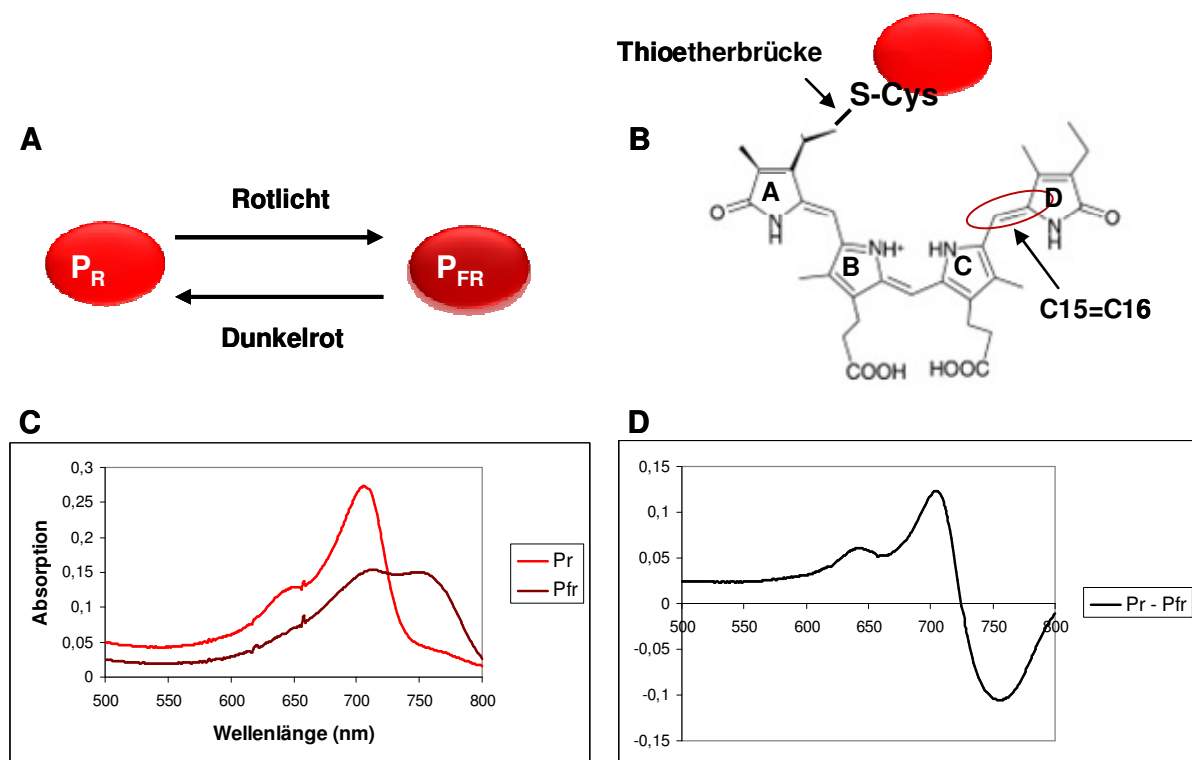 A
Rotlicht
PR
PFR
Dunkelrot
B
Thioetherbrücke
S-Cys
A
O
N
H
B
NH+
HN
C
D
N
H
O
C15=C16
COOH
HOOC
C
0,3
0,25
0,2
0,15
0,1
0,05
0
500 550 600 650 700 750 800
Absorption
Wellenlänge (nm)
Pr
Pfr
D
0,15
0,1
0,05
0
-0,05
-0,1
-0,15
500 550 600 650 700 750 800
Pr - Pfr